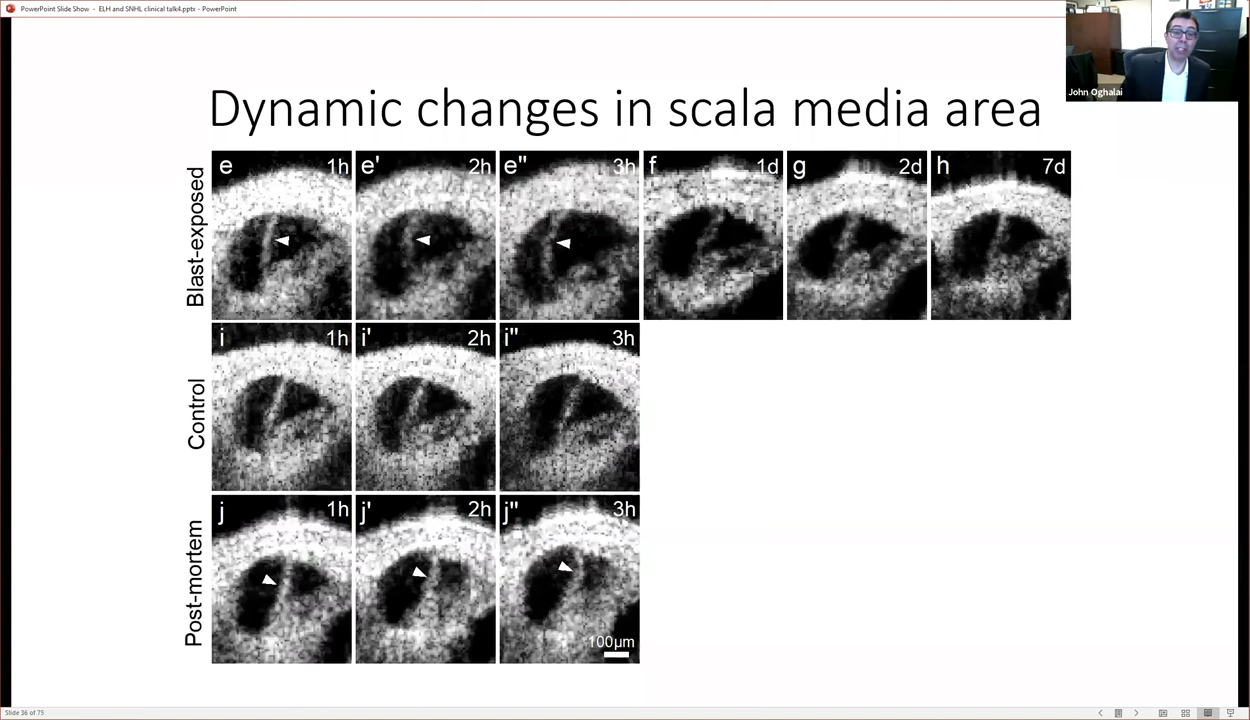 PowerPoint Slide Show - ELH and SNHL clinical talk4.pptx - PowerPoint
John Oghalai
Dynamic changes in scala media area
Blast-exposed
e 1h e' 2h e" 3h f 1d g 2d h 7d
Control
i 1h i' 2h i" 3h
Post-mortem
j 1h j' 2h j" 3h
100µm
Slide 36 of 75